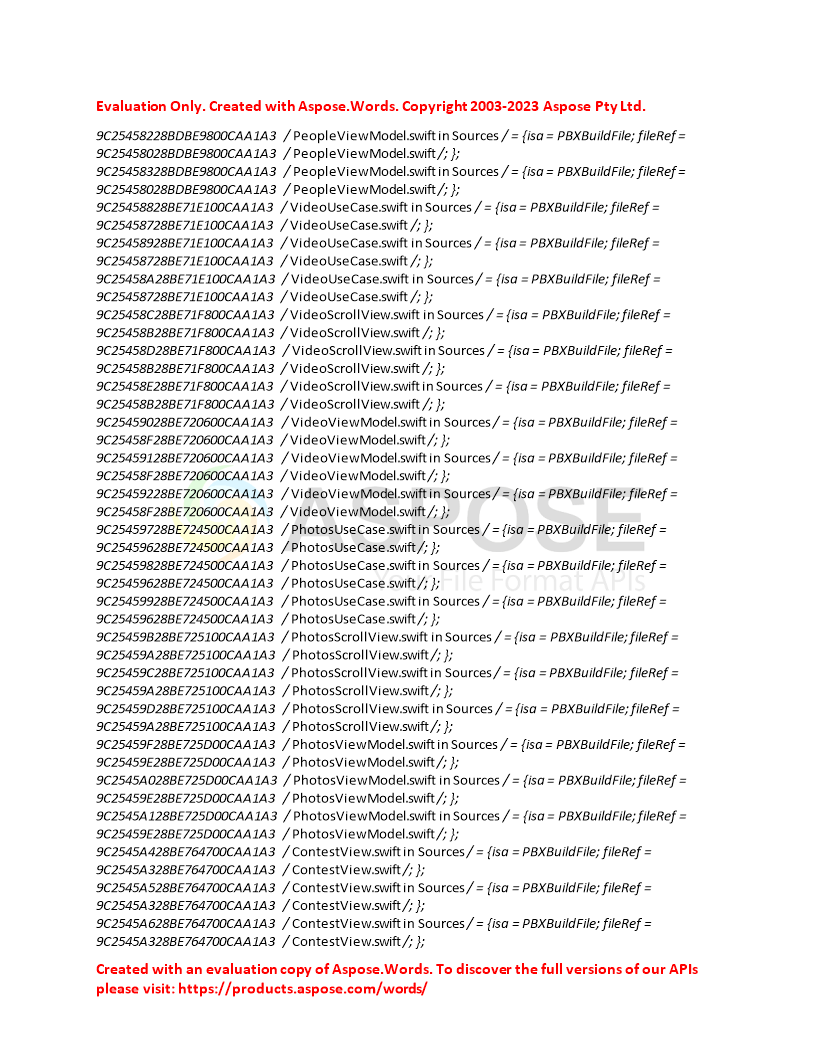 Evaluation Only. Created with Aspose.Words. Copyright 2003-2023 Aspose Pty Ltd.
9C25458228BDBE9800CAA1A3 / PeopleViewModel.swift in Sources / = {isa = PBXBuildFile; fileRef =
9C25458028BDBE9800CAA1A3 / PeopleViewModel.swift /; };
9C25458328BDBE9800CAA1A3 / PeopleViewModel.swift in Sources / = {isa = PBXBuildFile; fileRef =
9C25458028BDBE9800CAA1A3 / PeopleViewModel.swift /; };
9C25458828BE71E100CAA1A3 / VideoUseCase.swift in Sources / = {isa = PBXBuildFile; fileRef =
9C25458728BE71E100CAA1A3 / VideoUseCase.swift /; };
9C25458928BE71E100CAA1A3 / VideoUseCase.swift in Sources / = {isa = PBXBuildFile; fileRef =
9C25458728BE71E100CAA1A3 / VideoUseCase.swift /; };
9C25458A28BE71E100CAA1A3 / VideoUseCase.swift in Sources / = {isa = PBXBuildFile; fileRef =
9C25458728BE71E100CAA1A3 / VideoUseCase.swift /; };
9C25458C28BE71F800CAA1A3 / VideoScrollView.swift in Sources / = {isa = PBXBuildFile; fileRef =
9C25458B28BE71F800CAA1A3 / VideoScrollView.swift /; };
9C25458D28BE71F800CAA1A3 / VideoScrollView.swift in Sources / = {isa = PBXBuildFile; fileRef =
9C25458B28BE71F800CAA1A3 / VideoScrollView.swift /; };
9C25458E28BE71F800CAA1A3 / VideoScrollView.swift in Sources / = {isa = PBXBuildFile; fileRef =
9C25458B28BE71F800CAA1A3 / VideoScrollView.swift /; };
9C25459028BE720600CAA1A3 / VideoViewModel.swift in Sources / = {isa = PBXBuildFile; fileRef =
9C25458F28BE720600CAA1A3 / VideoViewModel.swift /; };
9C25459128BE720600CAA1A3 / VideoViewModel.swift in Sources / = {isa = PBXBuildFile; fileRef =
9C25458F28BE720600CAA1A3 / VideoViewModel.swift /; };
9C25459228BE720600CAA1A3 / VideoViewModel.swift in Sources / = {isa = PBXBuildFile; fileRef =
9C25458F28BE720600CAA1A3 / VideoViewModel.swift /; };
9C25459728BE724500CAA1A3 / PhotosUseCase.swift in Sources / = {isa = PBXBuildFile; fileRef =
9C25459628BE724500CAA1A3 / PhotosUseCase.swift /; };
9C25459828BE724500CAA1A3 / PhotosUseCase.swift in Sources / = {isa = PBXBuildFile; fileRef =
9C25459628BE724500CAA1A3 / PhotosUseCase.swift /; };
9C25459928BE724500CAA1A3 / PhotosUseCase.swift in Sources / = {isa = PBXBuildFile; fileRef =
9C25459628BE724500CAA1A3 / PhotosUseCase.swift /; };
9C25459B28BE725100CAA1A3 / PhotosScrollView.swift in Sources / = {isa = PBXBuildFile; fileRef =
9C25459A28BE725100CAA1A3 / PhotosScrollView.swift /; };
9C25459C28BE725100CAA1A3 / PhotosScrollView.swift in Sources / = {isa = PBXBuildFile; fileRef =
9C25459A28BE725100CAA1A3 / PhotosScrollView.swift /; };
9C25459D28BE725100CAA1A3 / PhotosScrollView.swift in Sources / = {isa = PBXBuildFile; fileRef =
9C25459A28BE725100CAA1A3 / PhotosScrollView.swift /; };
9C25459F28BE725D00CAA1A3 / PhotosViewModel.swift in Sources / = {isa = PBXBuildFile; fileRef =
9C25459E28BE725D00CAA1A3 / PhotosViewModel.swift /; };
9C2545A028BE725D00CAA1A3 / PhotosViewModel.swift in Sources / = {isa = PBXBuildFile; fileRef =
9C25459E28BE725D00CAA1A3 / PhotosViewModel.swift /; };
9C2545A128BE725D00CAA1A3 / PhotosViewModel.swift in Sources / = {isa = PBXBuildFile; fileRef =
9C25459E28BE725D00CAA1A3 / PhotosViewModel.swift /; };
9C2545A428BE764700CAA1A3 / ContestView.swift in Sources / = {isa = PBXBuildFile; fileRef =
9C2545A328BE764700CAA1A3 / ContestView.swift /; };
9C2545A528BE764700CAA1A3 / ContestView.swift in Sources / = {isa = PBXBuildFile; fileRef =
9C2545A328BE764700CAA1A3 / ContestView.swift /; };
9C2545A628BE764700CAA1A3 / ContestView.swift in Sources / = {isa = PBXBuildFile; fileRef =
9C2545A328BE764700CAA1A3 / ContestView.swift /; };
ASPOSE
Your File Format APIs
Created with an evaluation copy of Aspose.Words. To discover the full versions of our APIs
please visit: https://products.aspose.com/words/